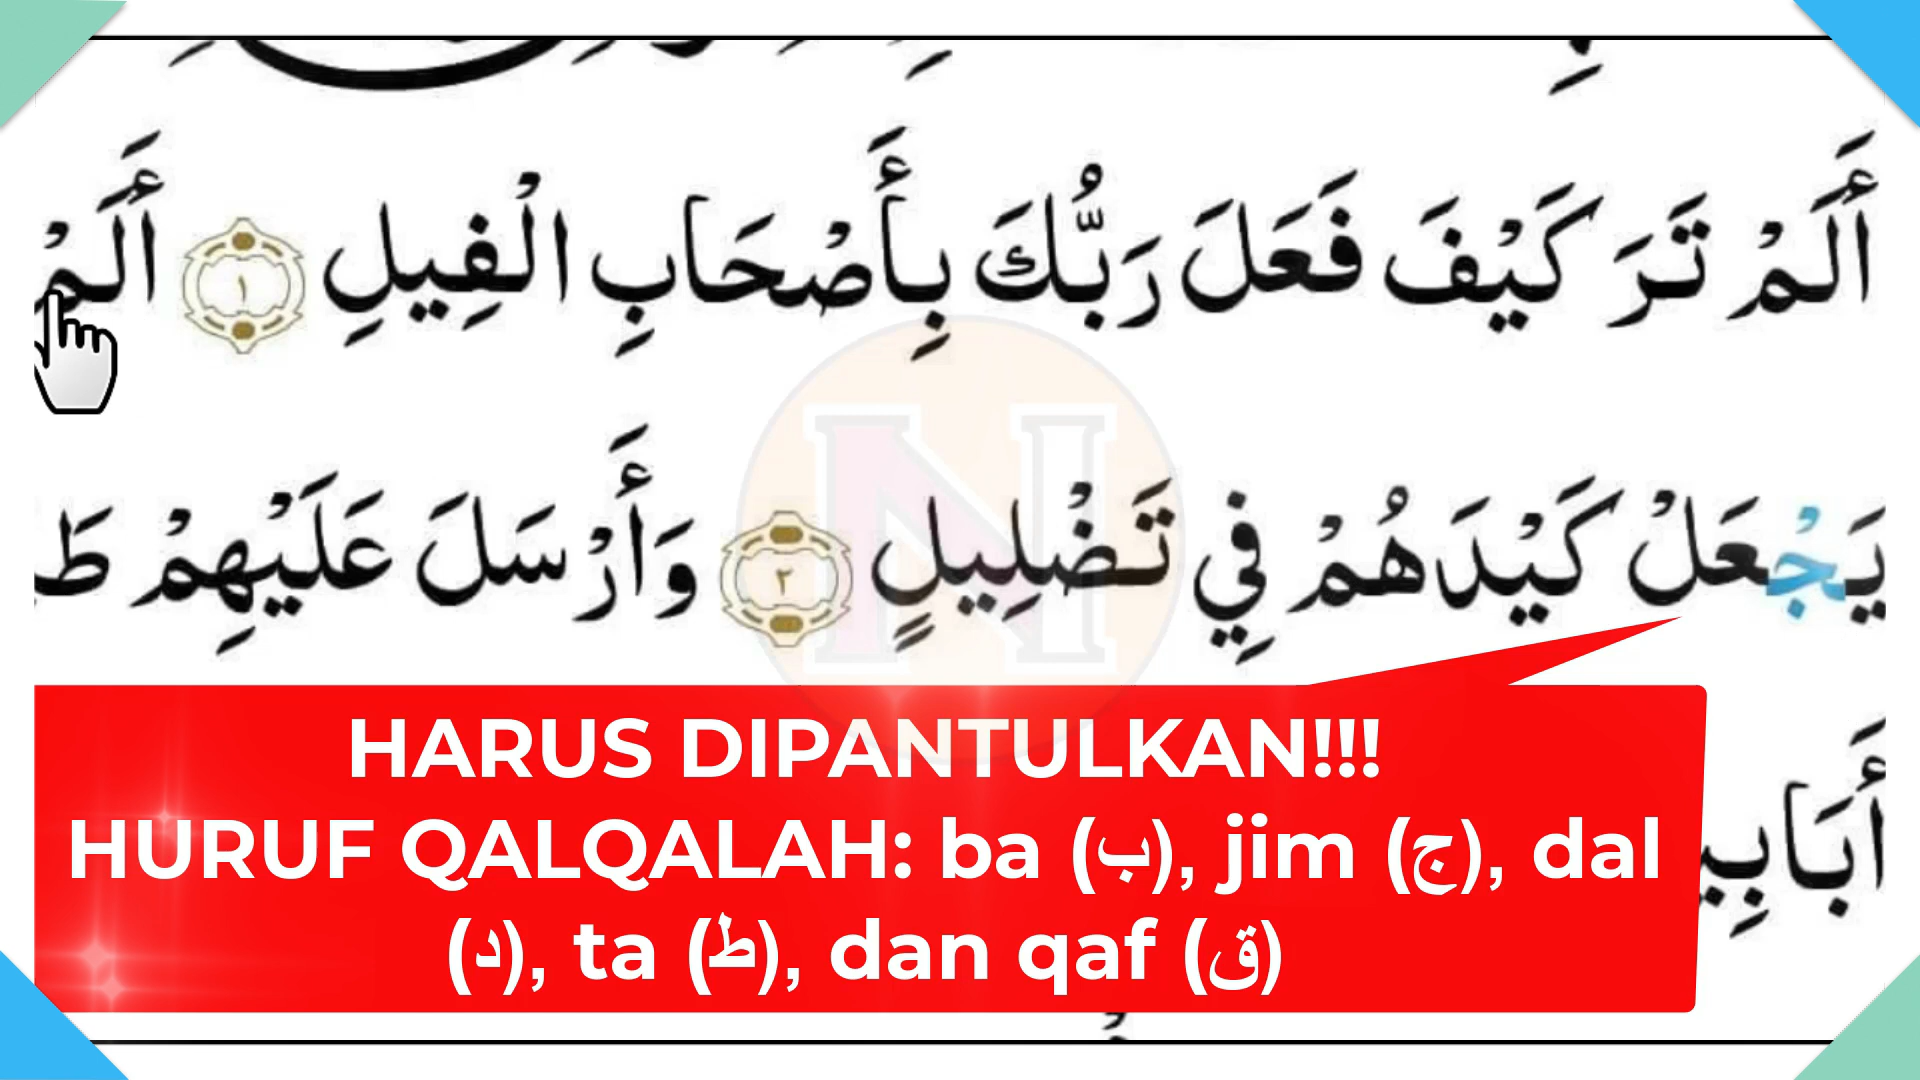 أَلَمْ تَرَ كَيْفَ فَعَلَ رَبُّكَ بِأَصْحَابِ الْفِيلِ ١ أَلَمْ
يَجْعَلْ كَيْدَهُمْ فِي تَضْلِيلٍ ٢ وَأَرْسَلَ عَلَيْهِمْ
HARUS DIPANTULKAN!!!
HURUF QALQALAH: ba (ب), jim (ج), dal
(د), ta (ط), dan qaf (ق)
N